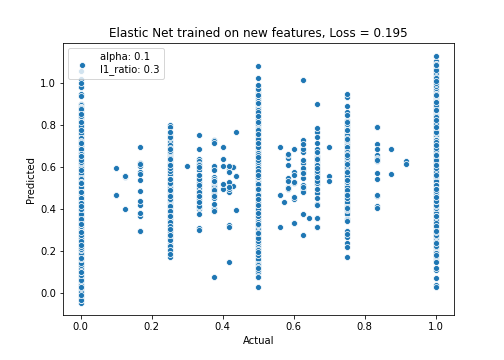 Elastic Net trained on new features, Loss = 0.195
alpha: 0.1
l1_ratio: 0.3
Predicted
1.0
0.8
0.6
0.4
0.2
0.0
0.0 0.2 0.4 0.6 0.8 1.0
Actual